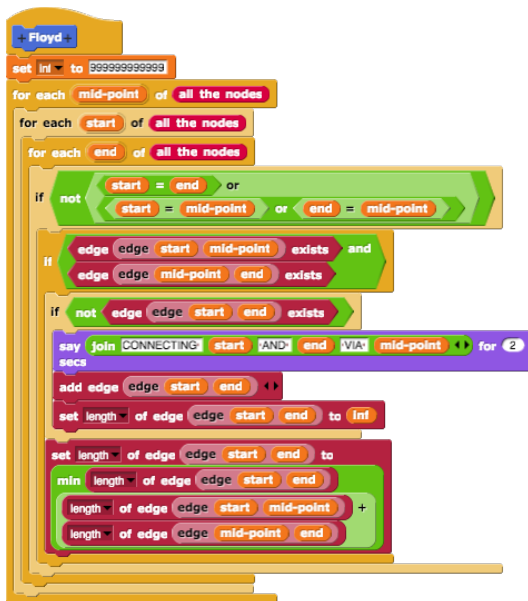 + Floyd +
set Inf to 999999999999
for each mid-point of all the nodes
for each start of all the nodes
for each end of all the nodes
start = end or
if not
start = mid-point or end = mid-point
edge edge start mid-point exists and
if
edge edge mid-point end exists
if not edge edge start end exists
say join CONNECTING· start ·AND· end ·VIA· mid-point for 2
secs
add edge edge start end
set length of edge edge start end to Inf
set length of edge edge start end to
min length of edge edge start end
length of edge edge start mid-point +
length of edge edge mid-point end